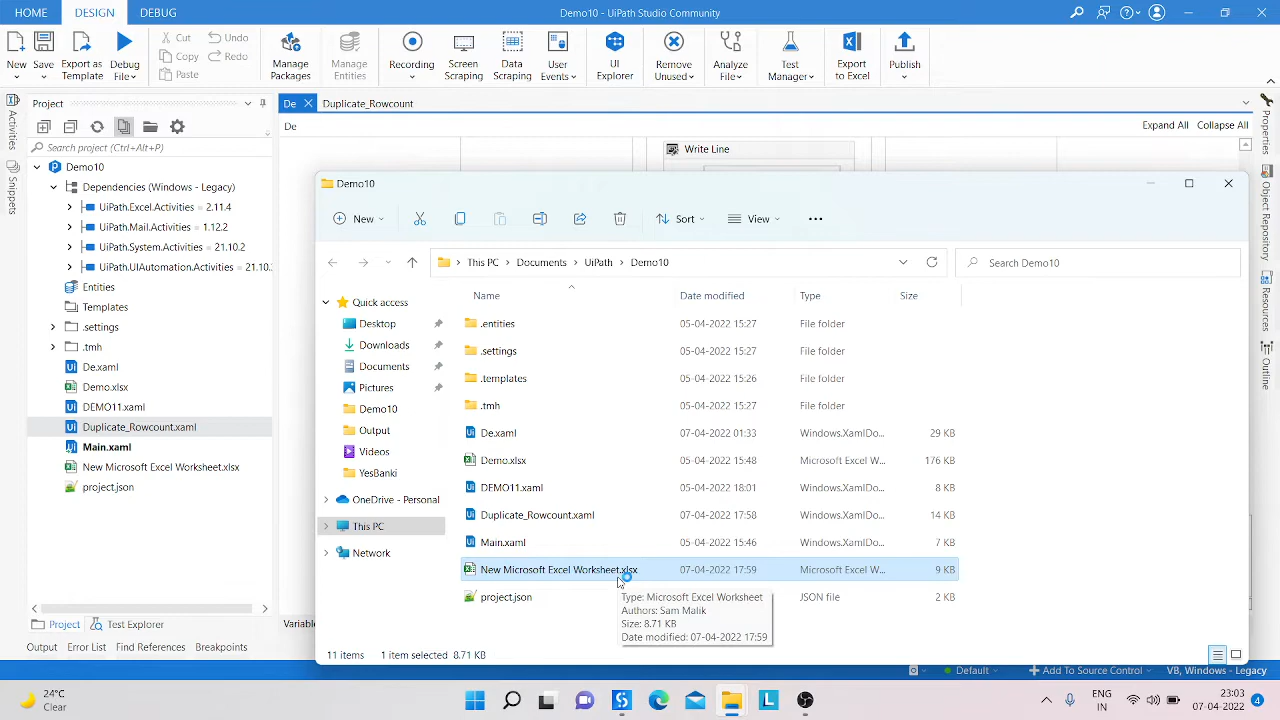 HOME DESIGN DEBUG Demo10 - UiPath Studio Community
New Save Export as Template Debug File Cut Copy Paste Undo Redo Manage Packages Manage Entities Recording Screen Scraping Data Scraping User Events UI Explorer Remove Unused Analyze File Test Manager Export to Excel Publish
Project De Duplicate_Rowcount
De Expand All Collapse All
Search project (Ctrl+Alt+P)
Write Line
Demo10
Dependencies (Windows - Legacy)
UiPath.Excel.Activities = 2.11.4
UiPath.Mail.Activities = 1.12.2
UiPath.System.Activities = 21.10.2
UiPath.UIAutomation.Activities = 21.10.
Entities
Templates
.settings
.tmh
De.xaml
Demo.xlsx
DEMO11.xaml
Duplicate_Rowcount.xaml
Main.xaml
New Microsoft Excel Worksheet.xlsx
project.json
Project Test Explorer
Output Error List Find References Breakpoints
Variable
Activities
Snippets
Properties
Object Repository
Resources
Outline
Demo10
New Sort View
This PC Documents UiPath Demo10 Search Demo10
Name Date modified Type Size
Quick access
Desktop
Downloads
Documents
Pictures
Demo10
Output
Videos
YesBanki
OneDrive - Personal
This PC
Network
.entities 05-04-2022 15:27 File folder
.settings 05-04-2022 15:27 File folder
.templates 05-04-2022 15:26 File folder
.tmh 05-04-2022 15:27 File folder
De.xaml 07-04-2022 01:33 Windows.XamlDo... 29 KB
Demo.xlsx 05-04-2022 15:48 Microsoft Excel W... 176 KB
DEMO11.xaml 05-04-2022 18:01 Windows.XamlDo... 8 KB
Duplicate_Rowcount.xaml 07-04-2022 17:58 Windows.XamlDo... 14 KB
Main.xaml 05-04-2022 15:46 Windows.XamlDo... 7 KB
New Microsoft Excel Worksheet.xlsx 07-04-2022 17:59 Microsoft Excel W... 9 KB
project.json JSON file 2 KB
Type: Microsoft Excel Worksheet
Authors: Sam Malik
Size: 8.71 KB
Date modified: 07-04-2022 17:59
11 items 1 item selected 8.71 KB
Default Add To Source Control VB, Windows - Legacy
24°C
Clear
ENG
IN
23:03
07-04-2022
4